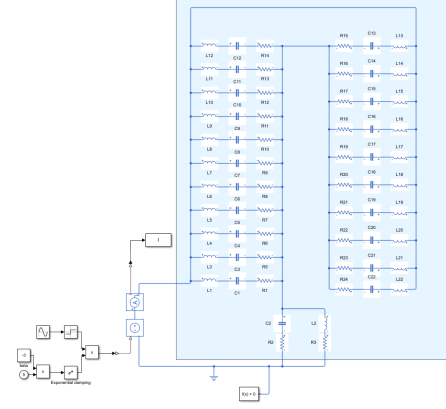 R15 C13 L13
L12 C12 R14
R16 C14 L14
L11 C11 R13
R17 C15 L15
L10 C10 R12
R18 C16 L16
L9 C9 R11
R19 C17 L17
L8 C8 R10
L7 C7 R9
R20 C18 L18
L6 C6 R8
R21 C19 L19
L5 C5 R7
R22 C20 L20
L4 C4 R6
R23 C21 L21
L3 C3 R5
R24 C22 L22
L1 C1 R1
I
C2 L2
R2 R3
beta
Exponential damping
f(x) = 0